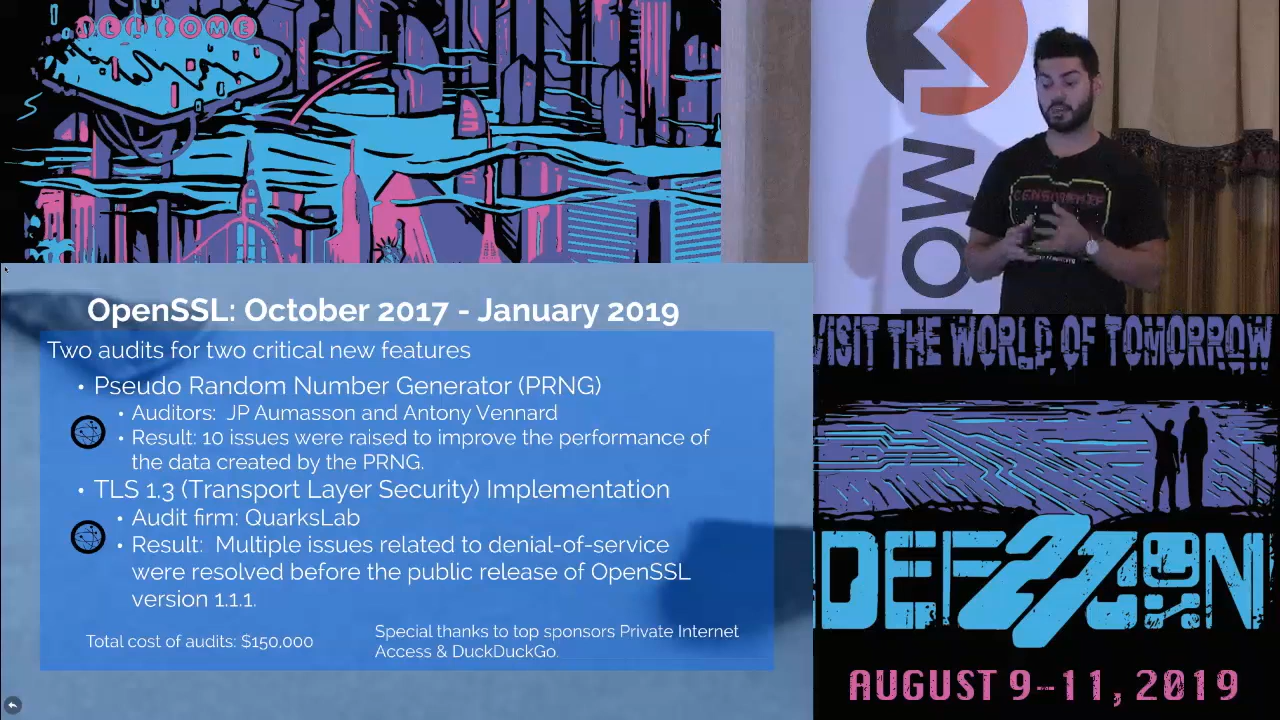 WELCOME
OpenSSL: October 2017 - January 2019
Two audits for two critical new features
• Pseudo Random Number Generator (PRNG)
• Auditors: JP Aumasson and Antony Vennard
• Result: 10 issues were raised to improve the performance of
the data created by the PRNG.
• TLS 1.3 (Transport Layer Security) Implementation
• Audit firm: QuarksLab
• Result: Multiple issues related to denial-of-service
were resolved before the public release of OpenSSL
version 1.1.1.
Total cost of audits: $150,000
Special thanks to top sponsors Private Internet
Access & DuckDuckGo.
VISIT THE WORLD OF TOMORROW
DEF 27 CON
AUGUST 9-11, 2019